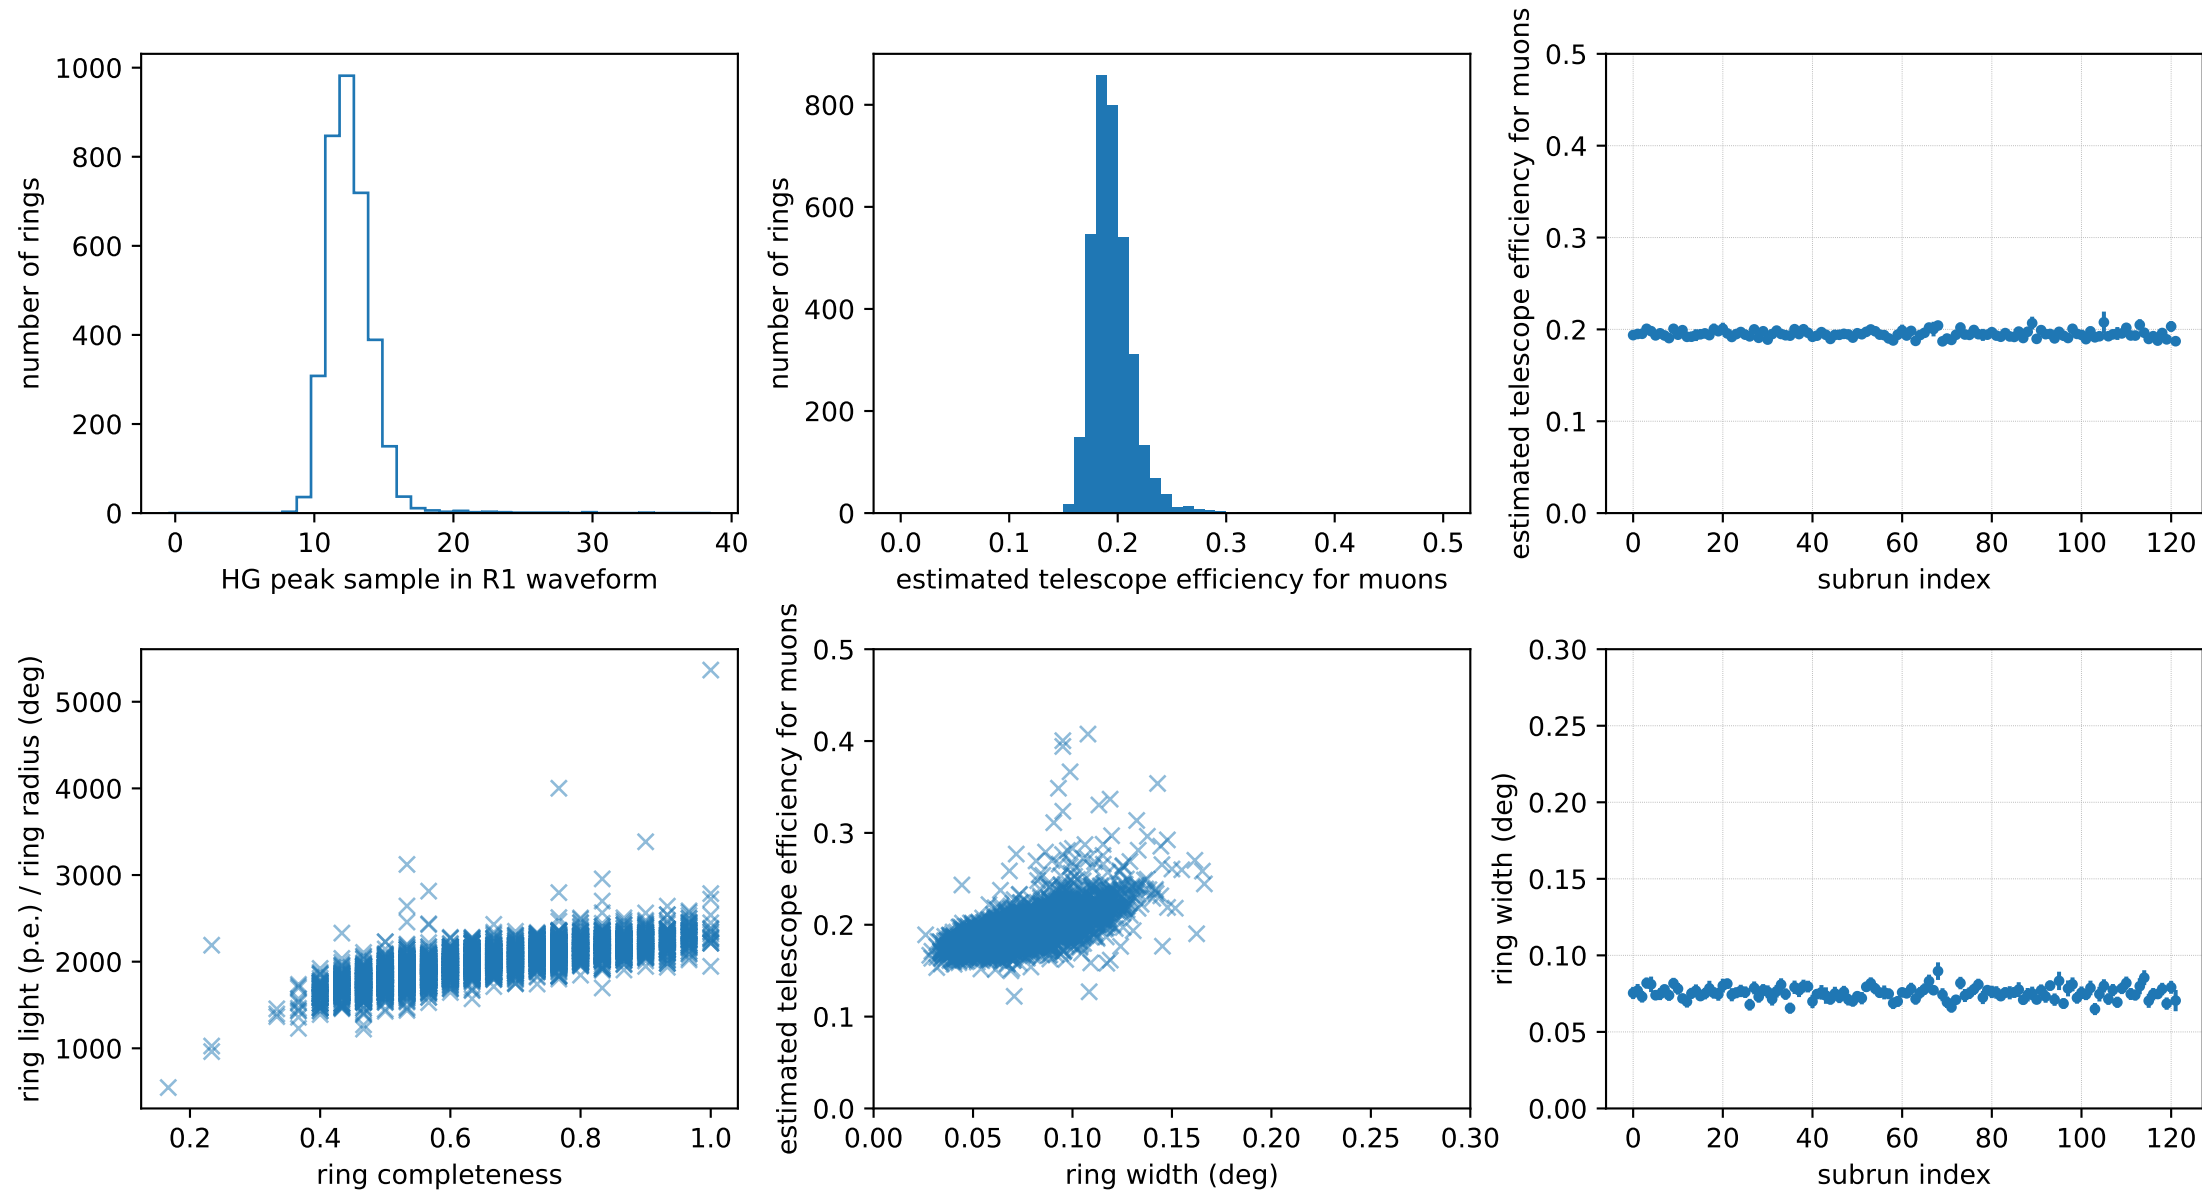 number of rings
1000
800
600
400
200
0
0 10 20 30 40
HG peak sample in R1 waveform
number of rings
800
600
400
200
0
0.0 0.1 0.2 0.3 0.4 0.5
estimated telescope efficiency for muons
estimated telescope efficiency for muons
0.5
0.4
0.3
0.2
0.1
0.0
0 20 40 60 80 100 120
subrun index
ring light (p.e.) / ring radius (deg)
5000
4000
3000
2000
1000
0.2 0.4 0.6 0.8 1.0
ring completeness
estimated telescope efficiency for muons
0.5
0.4
0.3
0.2
0.1
0.0
0.00 0.05 0.10 0.15 0.20 0.25 0.30
ring width (deg)
ring width (deg)
0.30
0.25
0.20
0.15
0.10
0.05
0.00
0 20 40 60 80 100 120
subrun index